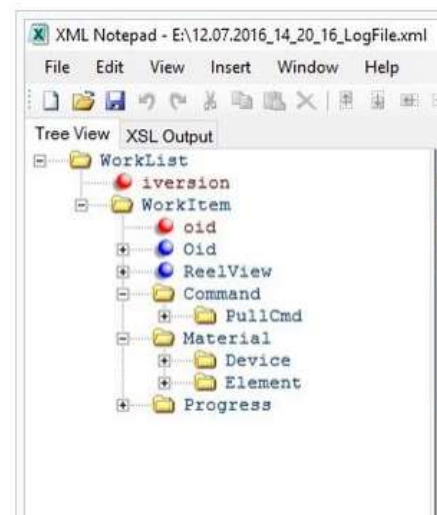 XML Notepad - E:\12.07.2016_14_20_16_LogFile.xml
File Edit View Insert Window Help
Tree View XSL Output
WorkList
iversion
WorkItem
oid
Oid
ReelView
Command
PullCmd
Material
Device
Element
Progress